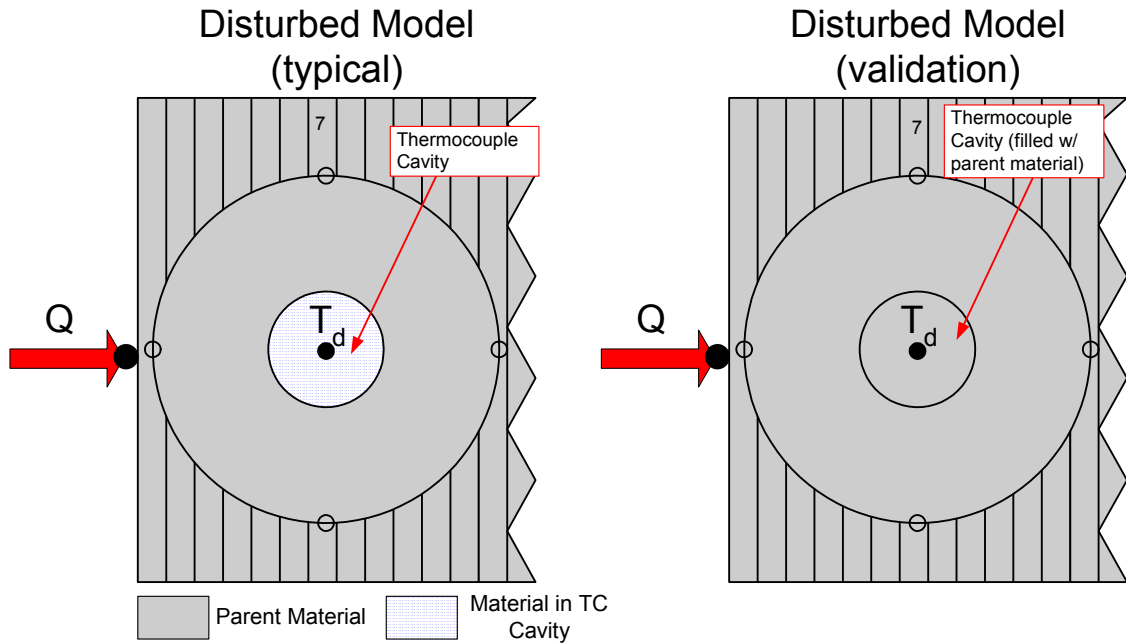 Disturbed Model
(typical)
7
Thermocouple
Cavity
Q
Td
Parent Material
Material in TC
Cavity
Disturbed Model
(validation)
7
Thermocouple
Cavity (filled w/
parent material)
Q
Td